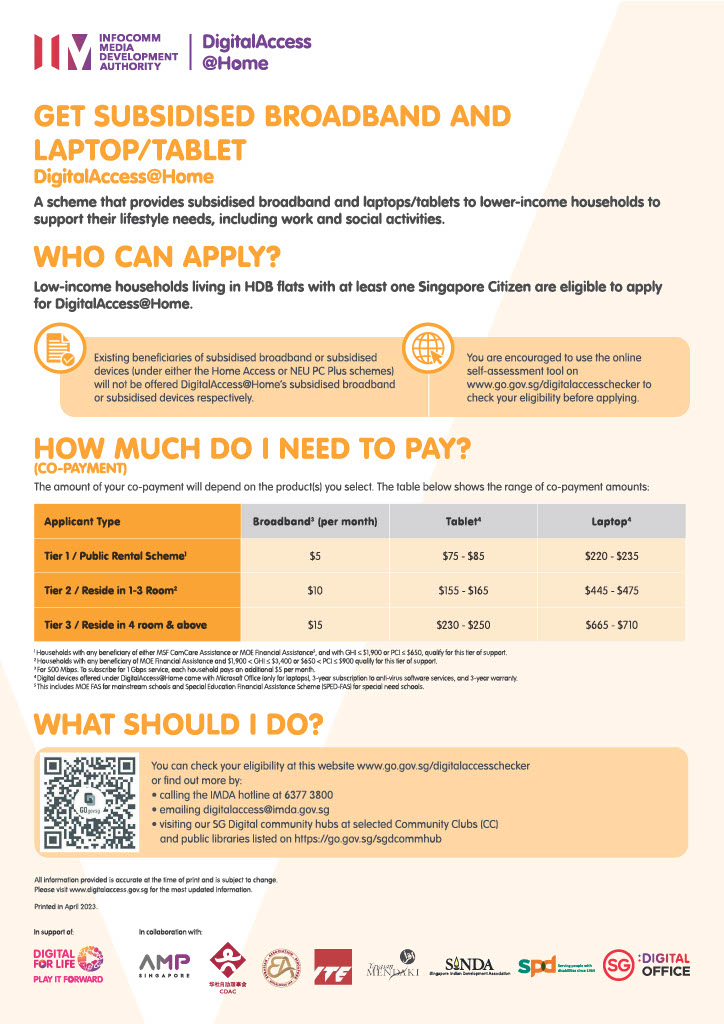 INFOCOMM
MEDIA
DEVELOPMENT
AUTHORITY
DigitalAccess
@Home
GET SUBSIDISED BROADBAND AND
LAPTOP/TABLET
DigitalAccess@Home
A scheme that provides subsidised broadband and laptops/tablets to lower-income households to
support their lifestyle needs, including work and social activities.
WHO CAN APPLY?
Low-income households living in HDB flats with at least one Singapore Citizen are eligible to apply
for DigitalAccess@Home.
Existing beneficiaries of subsidised broadband or subsidised
devices (under either the Home Access or NEU PC Plus schemes)
will not be offered DigitalAccess@Home's subsidised broadband
or subsidised devices respectively.
You are encouraged to use the online
self-assessment tool on
www.go.gov.sg/digitalaccesschecker to
check your eligibility before applying.
HOW MUCH DO I NEED TO PAY?
(CO-PAYMENT)
The amount of your co-payment will depend on the product(s) you select. The table below shows the range of co-payment amounts:
Applicant Type Broadband³ (per month) Tablet⁴ Laptop⁴
Tier 1 / Public Rental Scheme¹ $5 $75 - $85 $220 - $235
Tier 2 / Reside in 1-3 Room² $10 $155 - $165 $445 - $475
Tier 3 / Reside in 4 room & above $15 $230 - $250 $665 - $710
¹ Households with any beneficiary of either MSF ComCare Assistance or MOE Financial Assistance⁵, and with GHI ≤ $1,900 or PCI ≤ $650, qualify for this tier of support.
² Households with any beneficiary of MOE Financial Assistance and $1,900 < GHI ≤ $3,400 or $650 < PCI ≤ $900 qualify for this tier of support.
³ For 500 Mbps. To subscribe for 1 Gbps service, each household pays an additional $5 per month.
⁴ Digital devices offered under DigitalAccess@Home come with Microsoft Office (only for laptops), 3-year subscription to anti-virus software services, and 3-year warranty.
⁵ This includes MOE FAS for mainstream schools and Special Education Financial Assistance Scheme (SPED-FAS) for special need schools.
WHAT SHOULD I DO?
GOgovsg
You can check your eligibility at this website www.go.gov.sg/digitalaccesschecker
or find out more by:
• calling the IMDA hotline at 6377 3800
• emailing digitalaccess@imda.gov.sg
• visiting our SG Digital community hubs at selected Community Clubs (CC)
and public libraries listed on https://go.gov.sg/sgdcommhub
All information provided is accurate at the time of print and is subject to change.
Please visit www.digitalaccess.gov.sg for the most updated information.
Printed in April 2023.
In support of:
In collaboration with:
DIGITAL
FOR LIFE
PLAY IT FORWARD
AMP
SINGAPORE
华社自助理事会
CDAC
EA
ITE
Yayasan
MENDAKI
SINDA
Singapore Indian Development Association
spd
Serving people with
disabilities since 1964
SG
:DIGITAL
OFFICE